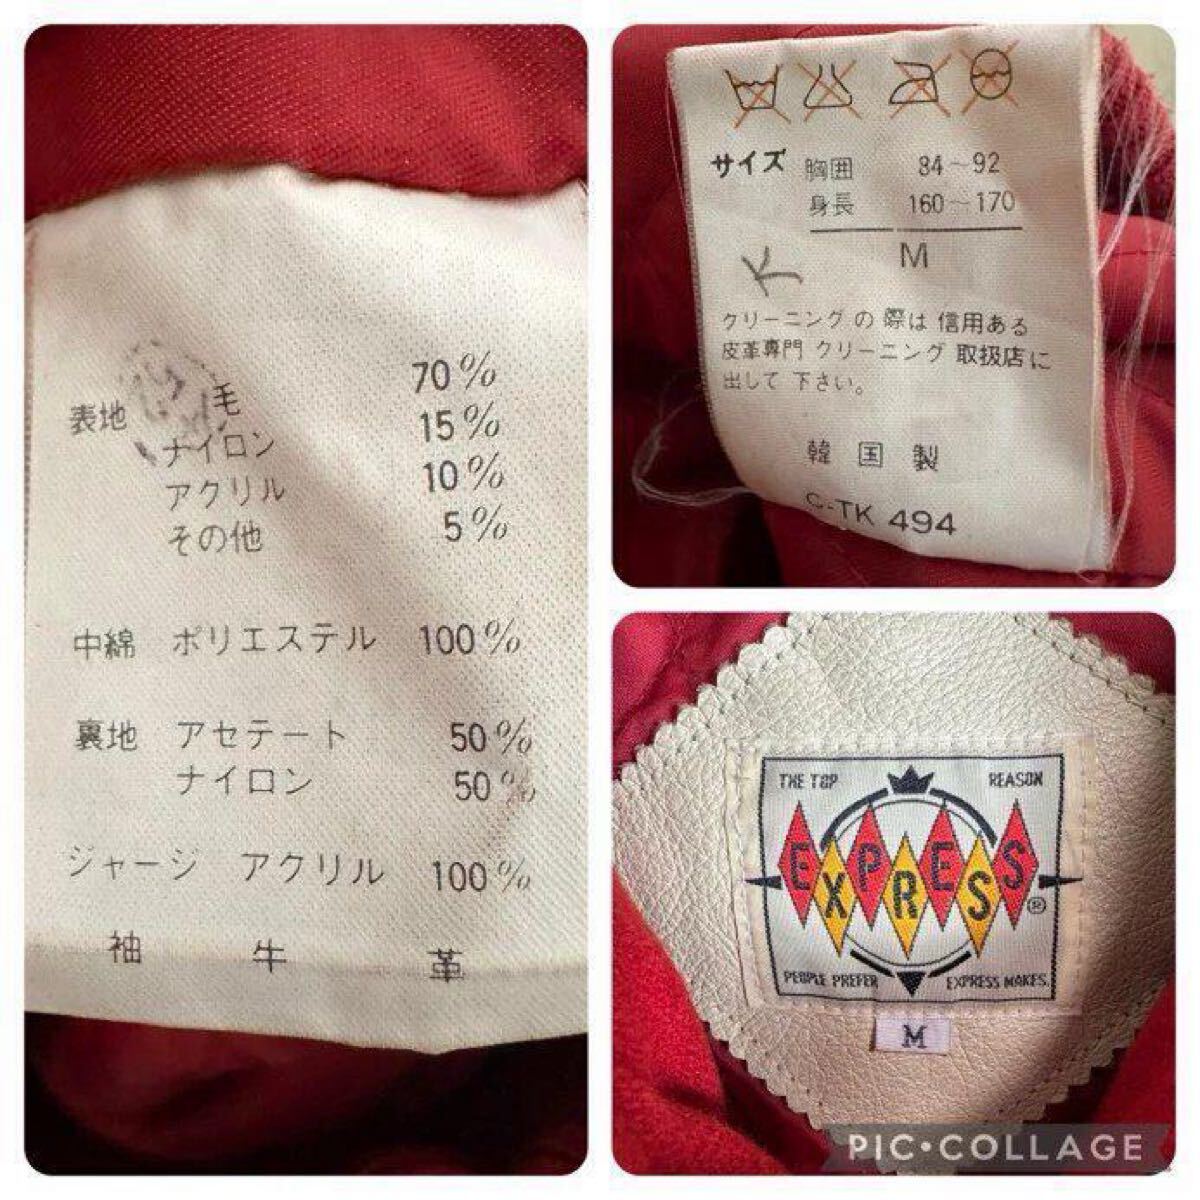 表地 毛 70%
ナイロン 15%
アクリル 10%
その他 5%
中綿 ポリエステル 100%
裏地 アセテート 50%
ナイロン 50%
シャージ アクリル 100%
袖 牛 革
サイズ 胸囲 84~92
身長 160~170
M
クリーニング の 際は 信用ある
皮革専門 クリーニング 取扱店に
出して 下さい。
韓国製
C-TK 494
THE TOP REASON
EXPRESS®
PEOPLE PREFER EXPRESS MAKES.
M
PIC•COLLAGE